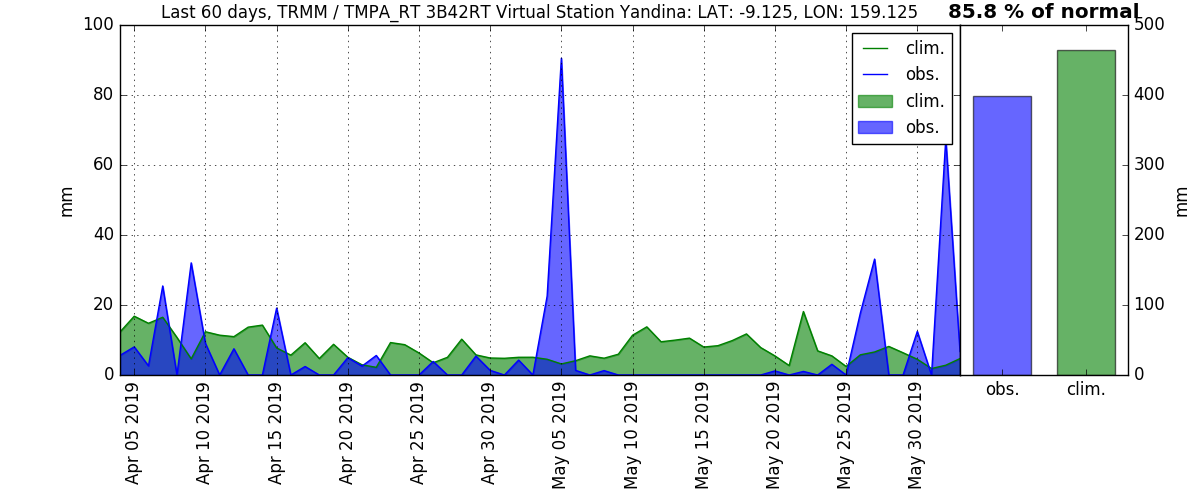 Last 60 days, TRMM / TMPA_RT 3B42RT Virtual Station Yandina: LAT: -9.125, LON: 159.125
85.8 % of normal
100
80
60
40
20
0
mm
clim.
obs.
clim.
obs.
500
400
300
200
100
0
mm
Apr 05 2019
Apr 10 2019
Apr 15 2019
Apr 20 2019
Apr 25 2019
Apr 30 2019
May 05 2019
May 10 2019
May 15 2019
May 20 2019
May 25 2019
May 30 2019
obs.
clim.